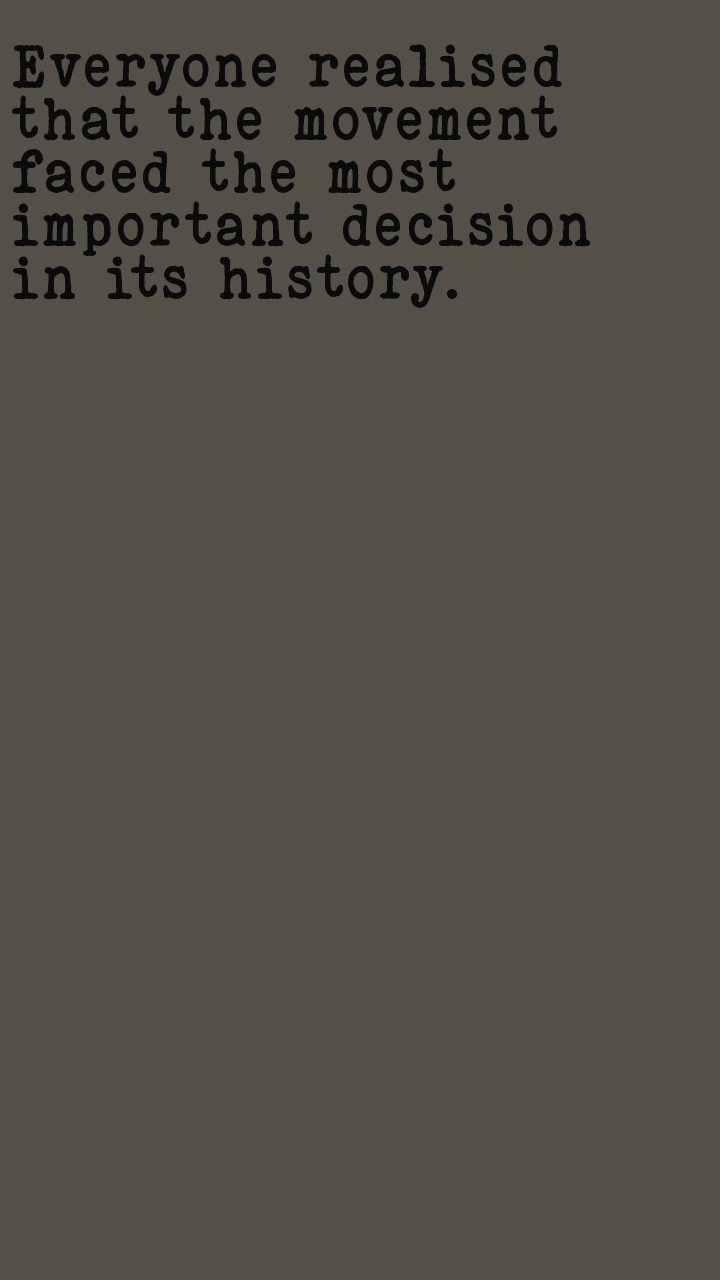 Everyone realised
that the movement
faced the most
important decision
in its history.